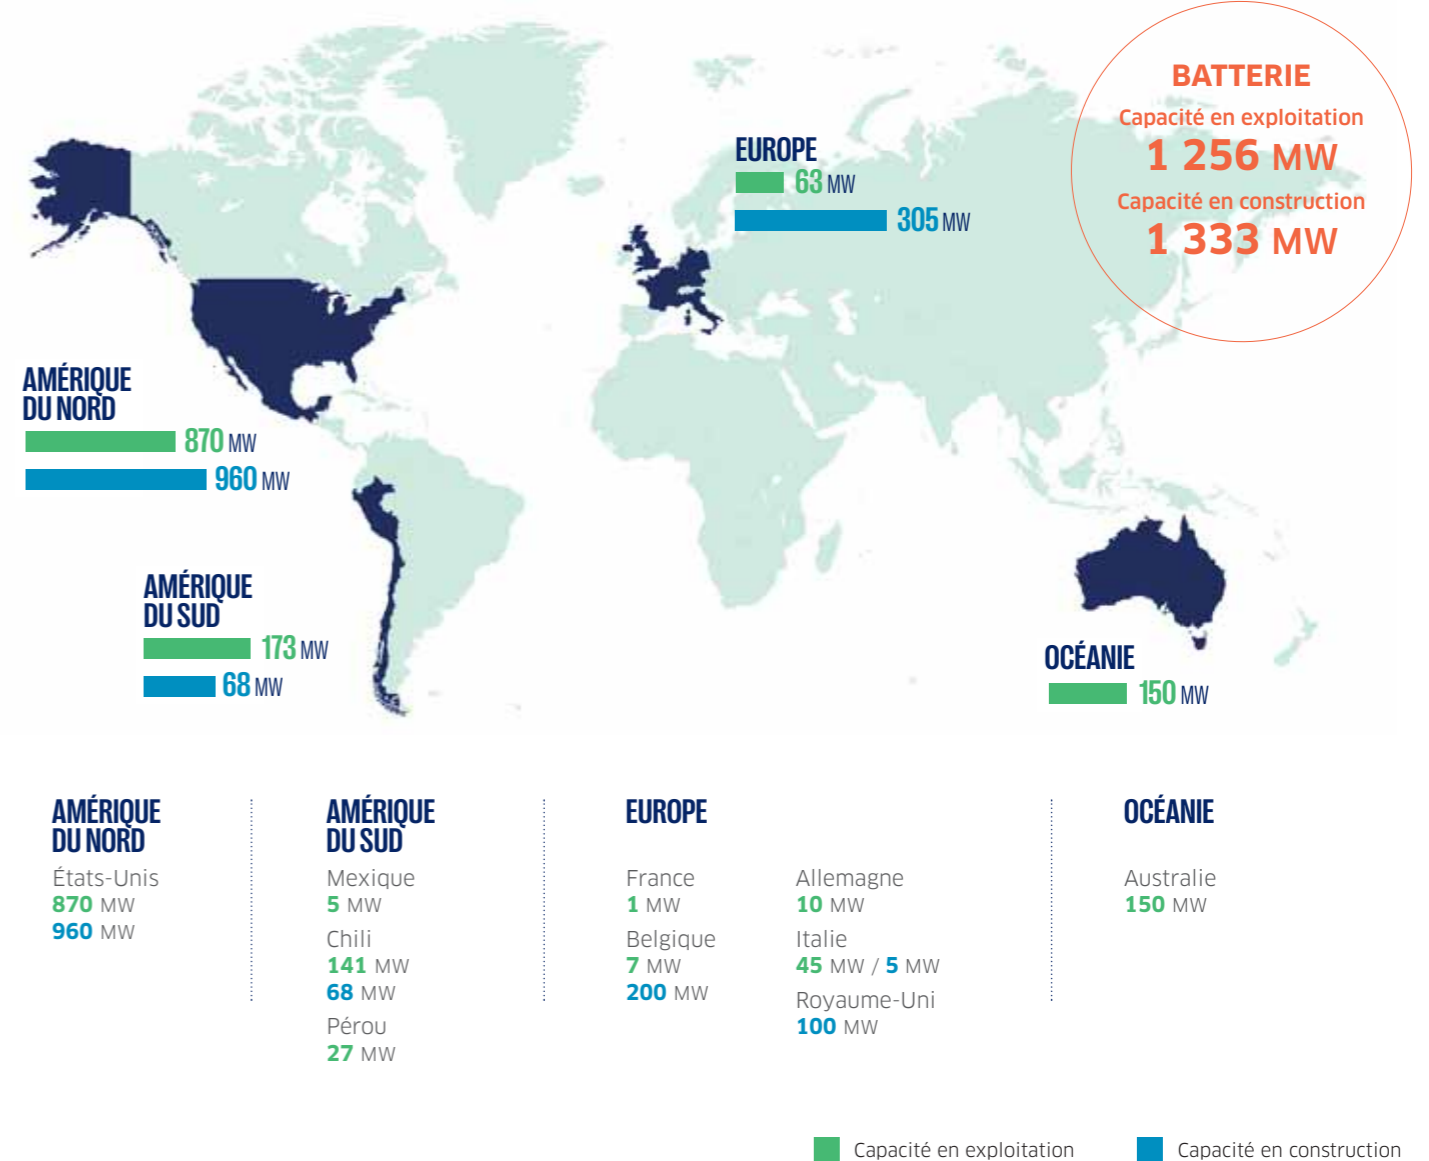 BATTERIE
Capacité en exploitation
1 256 MW
Capacité en construction
1 333 MW
EUROPE
63 MW
305 MW
AMÉRIQUE
DU NORD
870 MW
960 MW
AMÉRIQUE
DU SUD
173 MW
68 MW
OCÉANIE
150 MW
AMÉRIQUE
DU NORD
États-Unis
870 MW
960 MW
AMÉRIQUE
DU SUD
Mexique
5 MW
Chili
141 MW
68 MW
Pérou
27 MW
EUROPE
France
1 MW
Belgique
7 MW
200 MW
Allemagne
10 MW
Italie
45 MW / 5 MW
Royaume-Uni
100 MW
OCÉANIE
Australie
150 MW
Capacité en exploitation
Capacité en construction